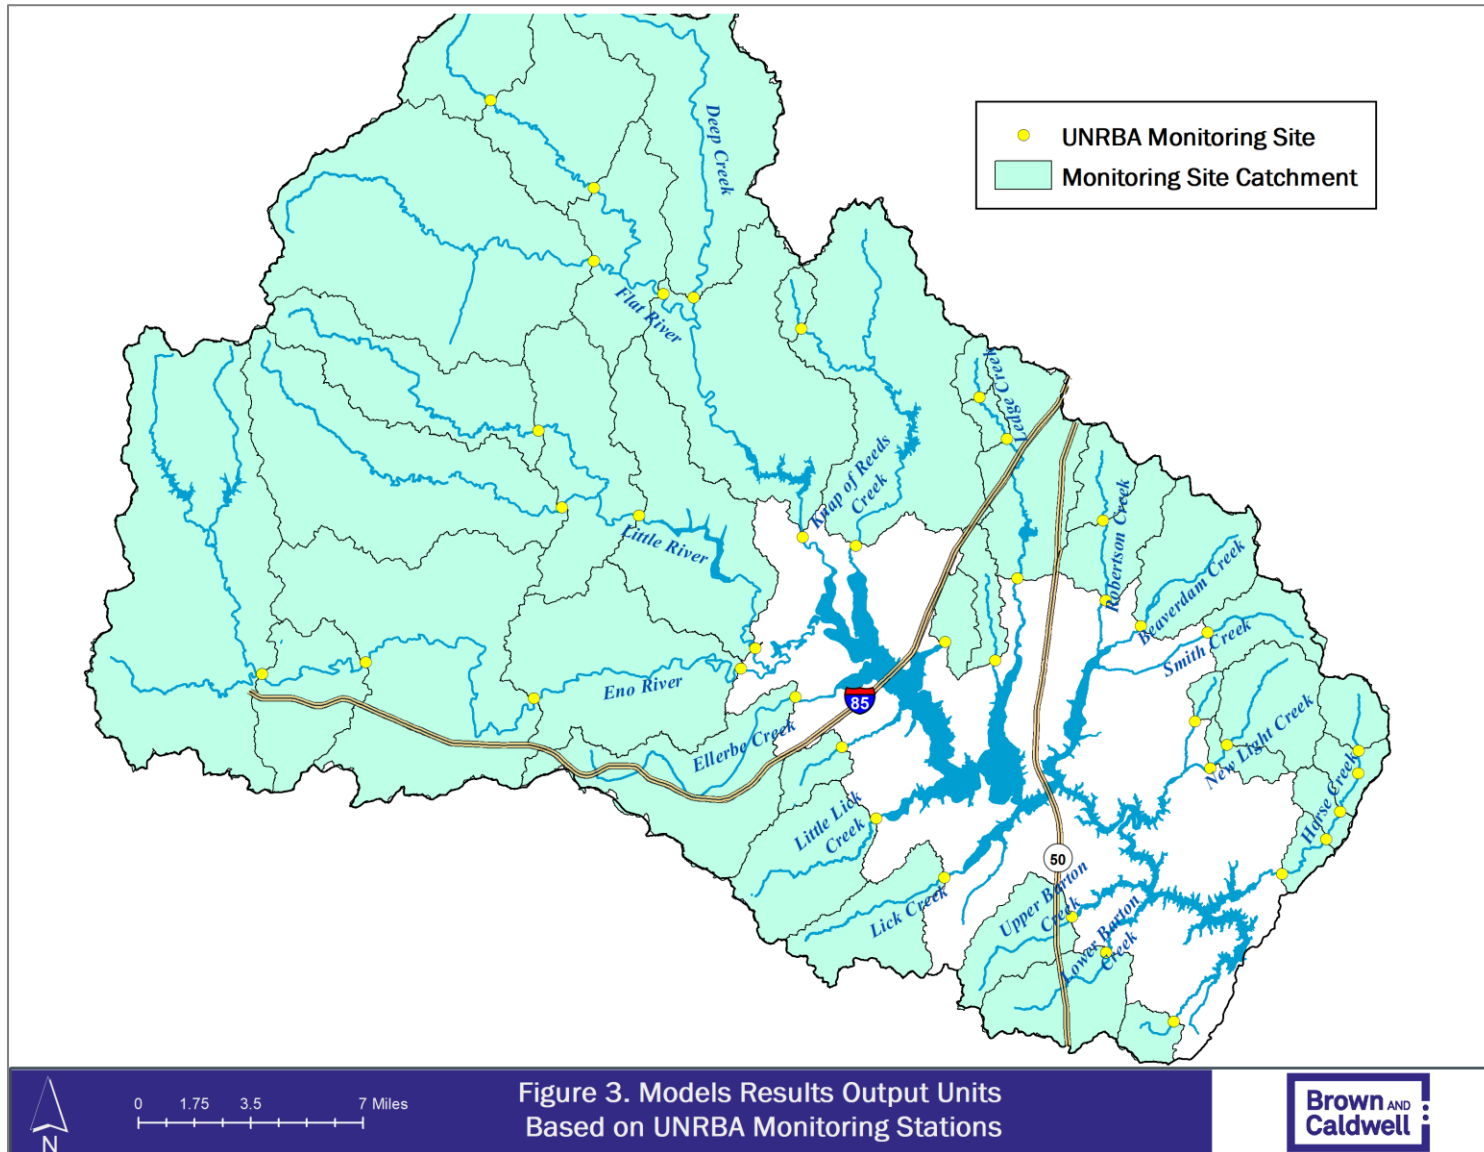 Deep Creek
UNRBA Monitoring Site
Monitoring Site Catchment
Flat River
Ledge Creek
Knap of Reeds
Creek
Little River
Robertson Creek
Beaverdam Creek
Smith Creek
Eno River
85
Ellerbe Creek
New Light Creek
Horse Creek
Little Lick
Creek
50
Lick Creek
Upper Barton
Creek
Lower Barton
Creek
N
0 1.75 3.5 7 Miles
Figure 3. Models Results Output Units
Based on UNRBA Monitoring Stations
Brown AND
Caldwell